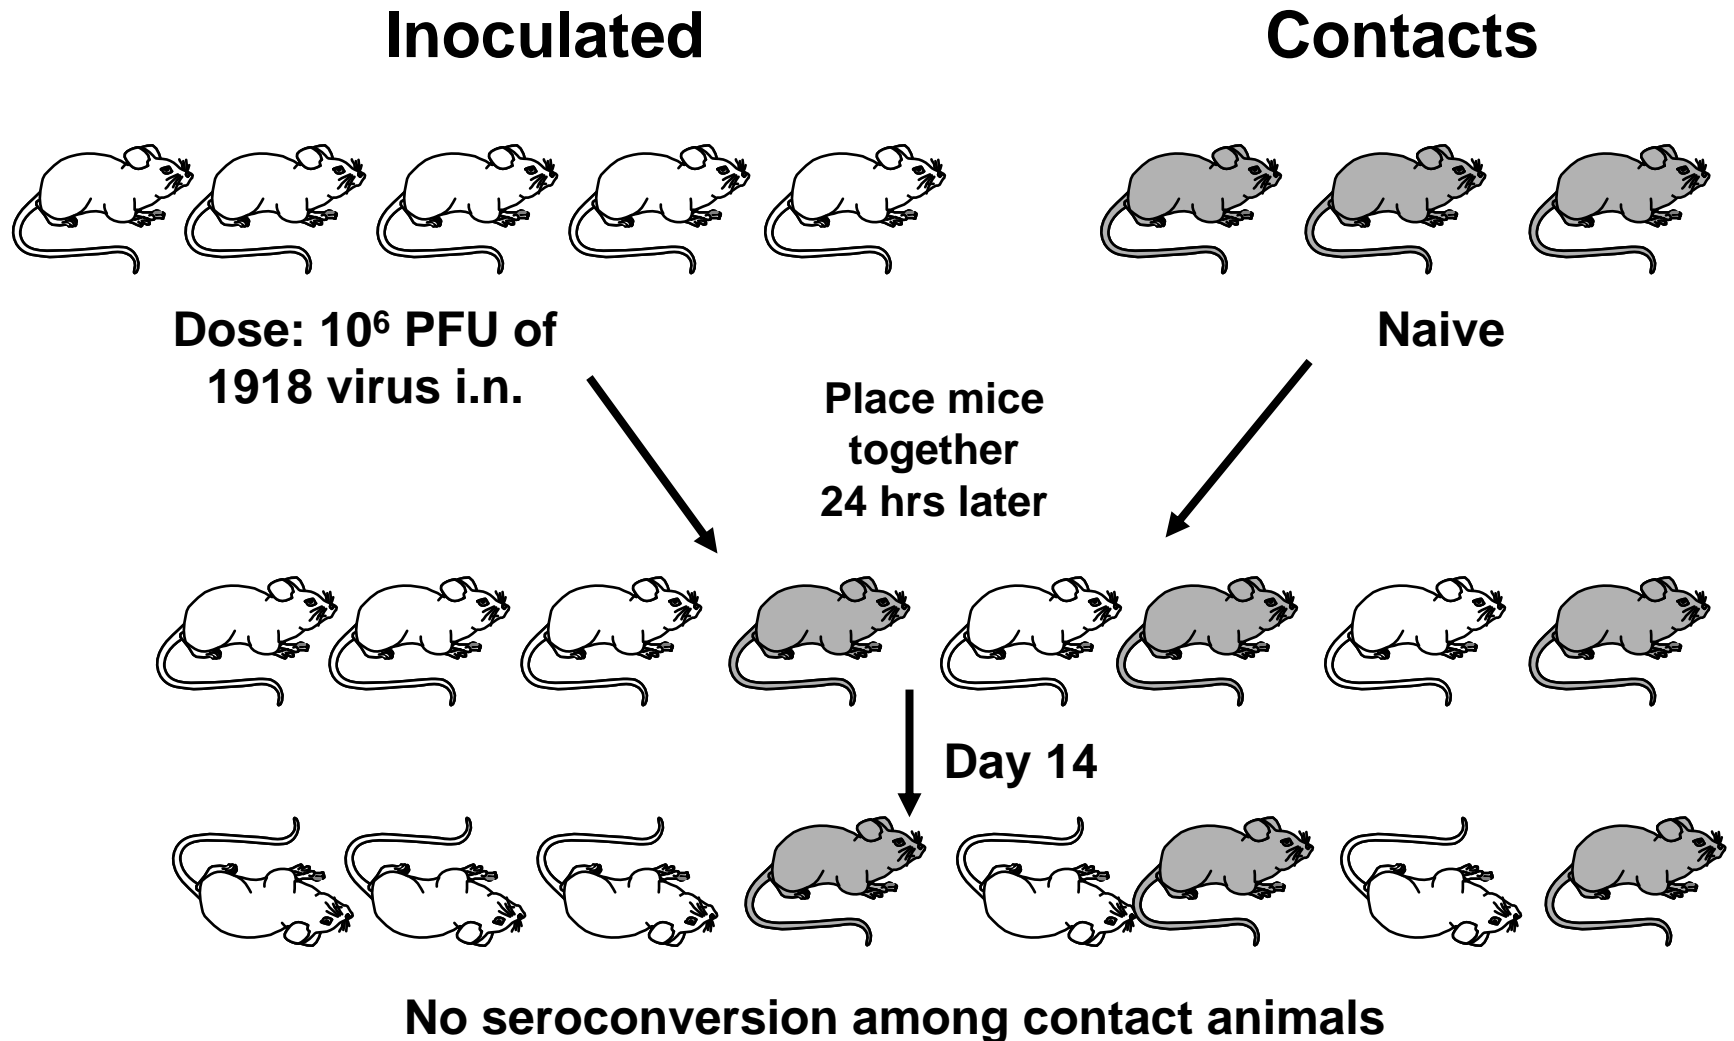 Inoculated
Contacts
Dose: 10⁶ PFU of
1918 virus i.n.
Naive
Place mice
together
24 hrs later
Day 14
No seroconversion among contact animals